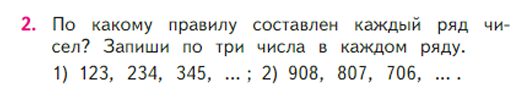 2. По какому правилу составлен каждый ряд чи-
сел? Запиши по три числа в каждом ряду.
1) 123, 234, 345, ... ; 2) 908, 807, 706, ... .